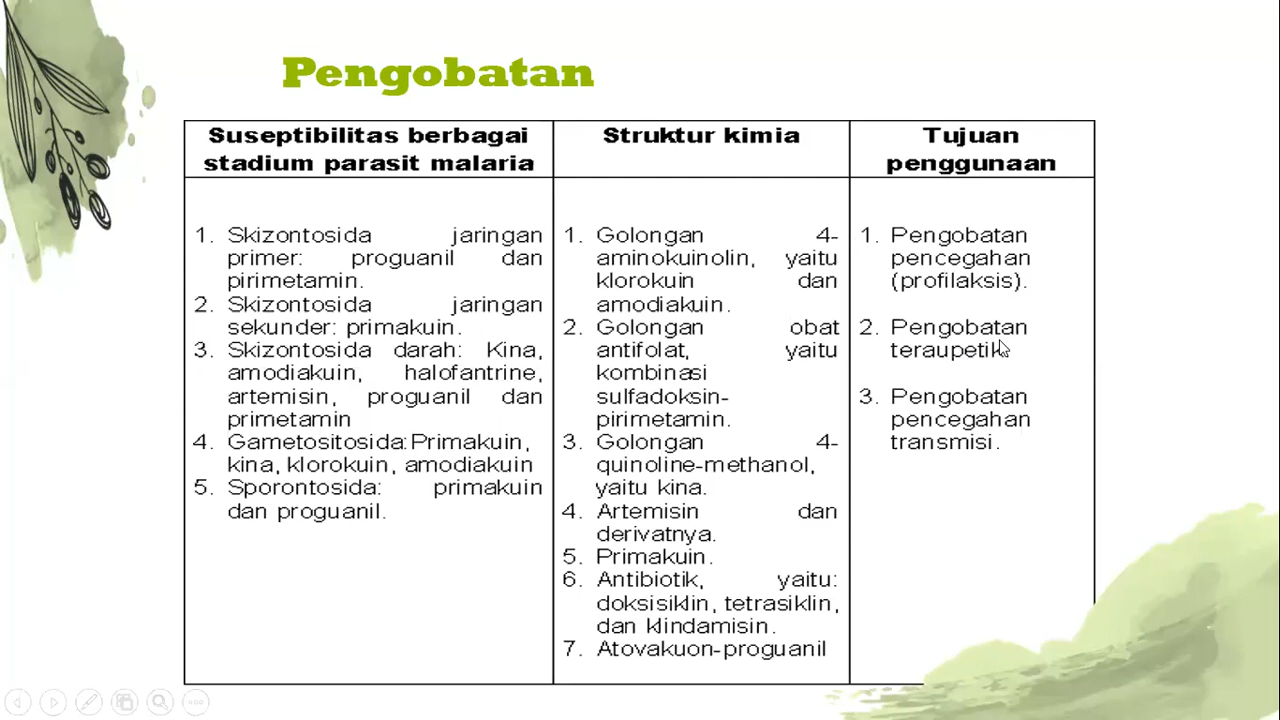 Pengobatan
Suseptibilitas berbagai
stadium parasit malaria
Struktur kimia
Tujuan
penggunaan
1. Skizontosida jaringan
primer: proguanil dan
pirimetamin.
2. Skizontosida jaringan
sekunder: primakuin.
3. Skizontosida darah: Kina,
amodiakuin, halofantrine,
artemisin, proguanil dan
primetamin
4. Gametositosida:Primakuin,
kina, klorokuin, amodiakuin
5. Sporontosida: primakuin
dan proguanil.
1. Golongan 4-
aminokuinolin, yaitu
klorokuin dan
amodiakuin.
2. Golongan obat
antifolat, yaitu
kombinasi
sulfadoksin-
pirimetamin.
3. Golongan 4-
quinoline-methanol,
yaitu kina.
4. Artemisin dan
derivatnya.
5. Primakuin.
6. Antibiotik, yaitu:
doksisiklin, tetrasiklin,
dan klindamisin.
7. Atovakuon-proguanil
1. Pengobatan
pencegahan
(profilaksis).
2. Pengobatan
teraupetik
3. Pengobatan
pencegahan
transmisi.